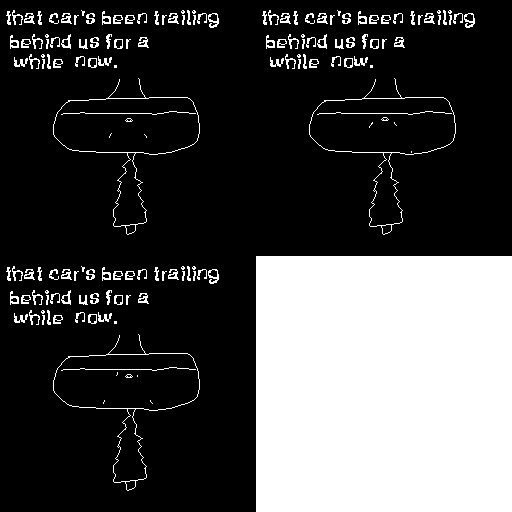 that car's been trailing
behind us for a
while now.
that car's been trailing
behind us for a
while now.
that car's been trailing
behind us for a
while now.